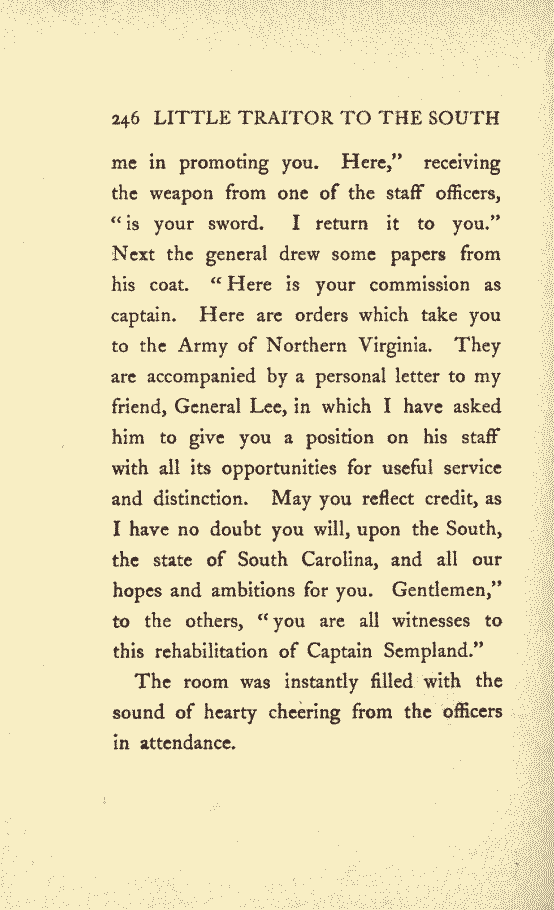 246 LITTLE TRAITOR TO THE SOUTH
me in promoting you. Here,” receiving
the weapon from one of the staff officers,
“is your sword. I return it to you.”
Next the general drew some papers from
his coat. “Here is your commission as
captain. Here are orders which take you
to the Army of Northern Virginia. They
are accompanied by a personal letter to my
friend, General Lee, in which I have asked
him to give you a position on his staff
with all its opportunities for useful service
and distinction. May you reflect credit, as
I have no doubt you will, upon the South,
the state of South Carolina, and all our
hopes and ambitions for you. Gentlemen,”
to the others, “you are all witnesses to
this rehabilitation of Captain Sempland.”
The room was instantly filled with the
sound of hearty cheering from the officers
in attendance.